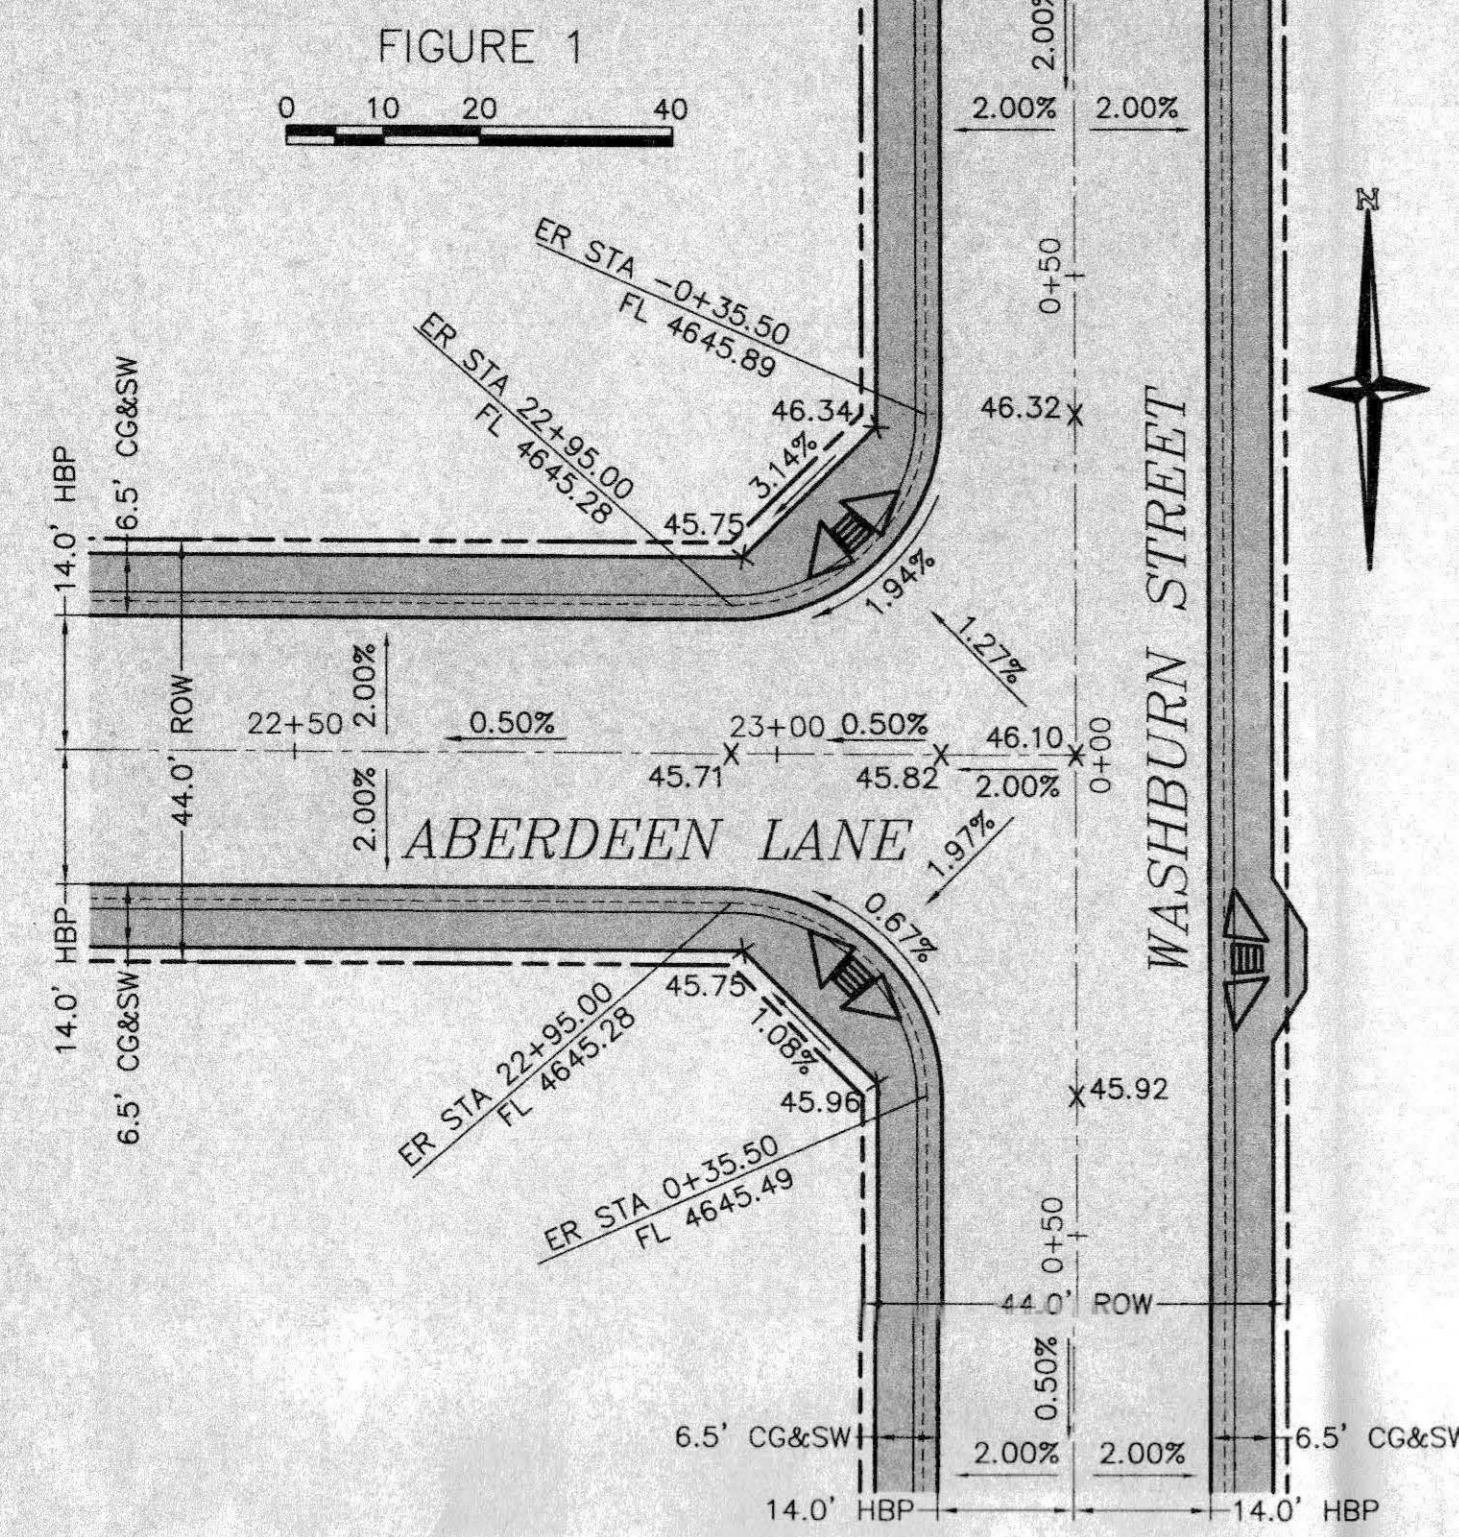 FIGURE 1
0 10 20 40
2.00%
2.00% 2.00%
N
ER STA -0+35.50
FL 4645.89
0+50
ER STA 22+95.00
FL 4645.28
6.5' CG&SW
14.0' HBP
46.34
46.32
3.14%
45.75
WASHBURN STREET
1.94%
1.27%
44.0' ROW
2.00%
22+50
0.50%
23+00
0.50%
46.10
0+00
45.71
45.82
2.00%
2.00%
ABERDEEN LANE
1.97%
0.67%
14.0' HBP
6.5' CG&SW
45.75
1.08%
45.96
ER STA 22+95.00
FL 4645.28
45.92
ER STA 0+35.50
FL 4645.49
0+50
44.0' ROW
0.50%
6.5' CG&SW
6.5' CG&SW
2.00% 2.00%
14.0' HBP
14.0' HBP